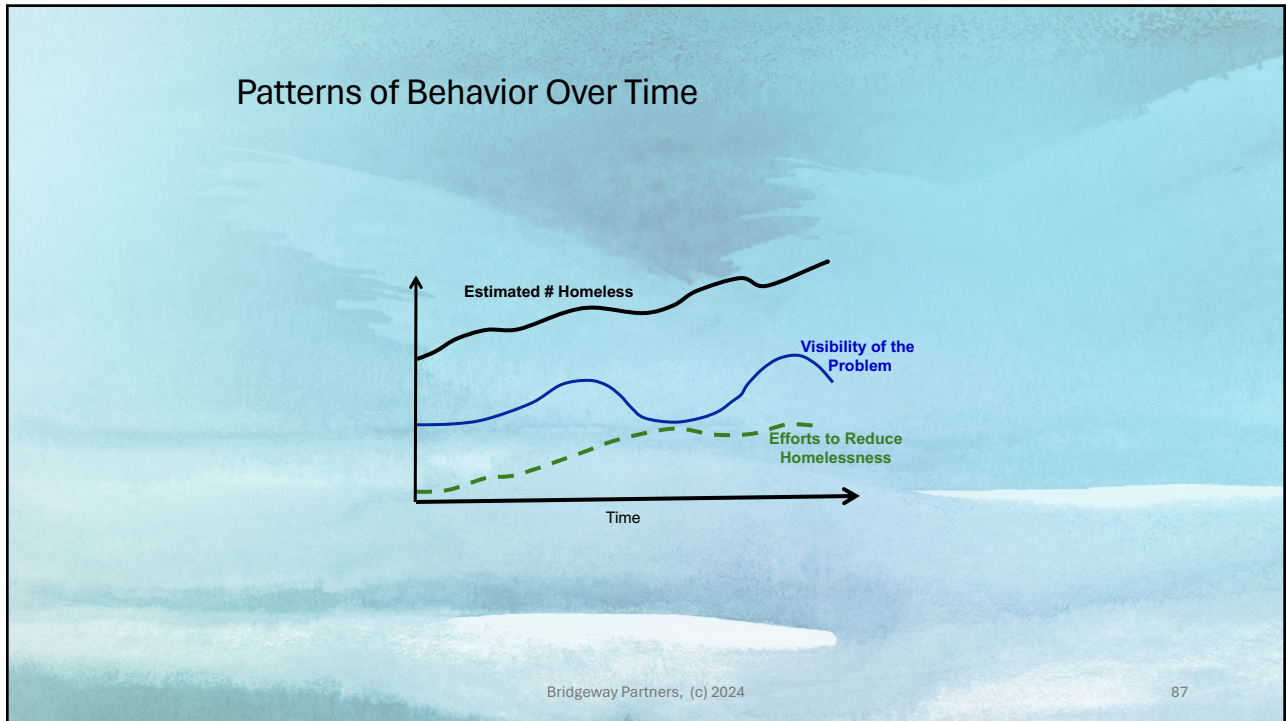 Patterns of Behavior Over Time
Estimated # Homeless
Visibility of the
Problem
Efforts to Reduce
Homelessness
Time
Bridgeway Partners, (c) 2024
87